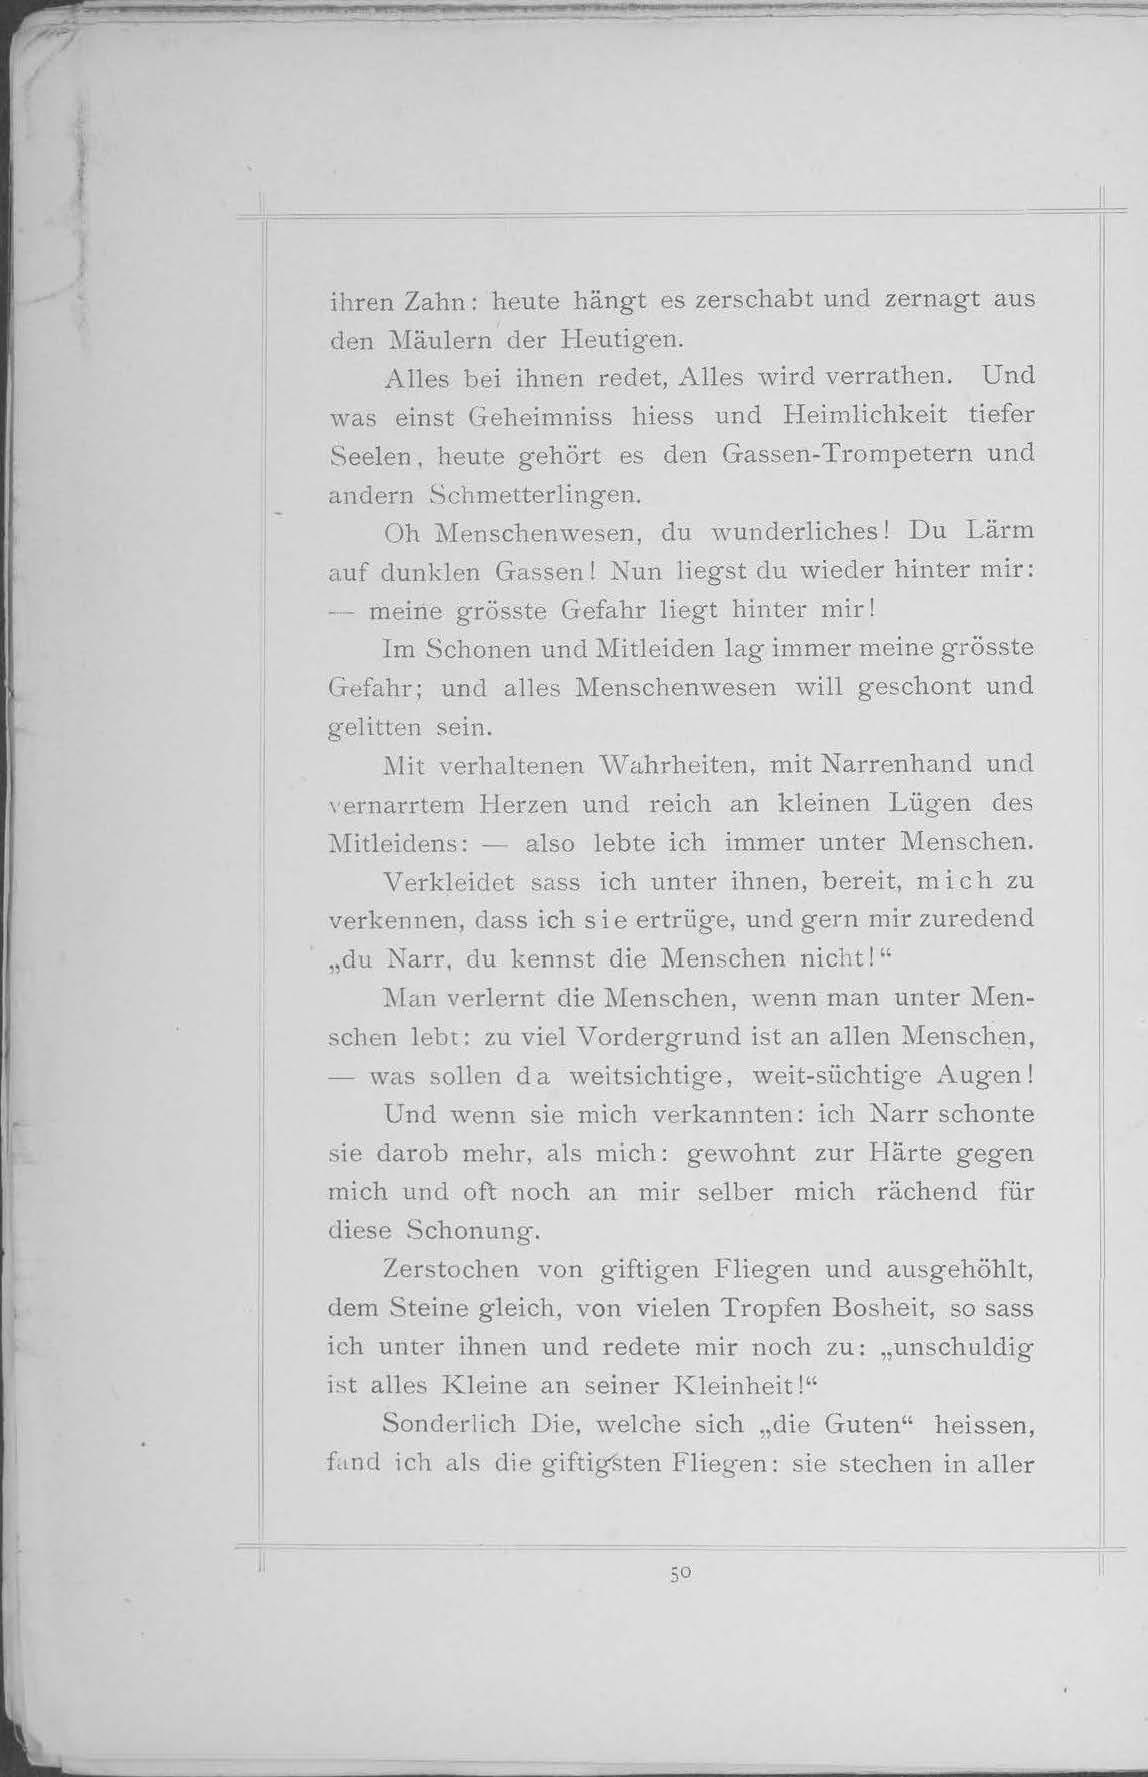 ihren Zahn: heute hängt es zerschabt und zernagt aus
den Mäulern der Heutigen.
Alles bei ihnen redet, Alles wird verrathen. Und
was einst Geheimniss hiess und Heimlichkeit tiefer
Seelen, heute gehört es den Gassen-Trompetern und
andern Schmetterlingen.
Oh Menschenwesen, du wunderliches! Du Lärm
auf dunklen Gassen! Nun liegst du wieder hinter mir:
— meine grösste Gefahr liegt hinter mir!
Im Schonen und Mitleiden lag immer meine grösste
Gefahr; und alles Menschenwesen will geschont und
gelitten sein.
Mit verhaltenen Wahrheiten, mit Narrenhand und
vernarrtem Herzen und reich an kleinen Lügen des
Mitleidens: — also lebte ich immer unter Menschen.
Verkleidet sass ich unter ihnen, bereit, mich zu
verkennen, dass ich sie ertrüge, und gern mir zuredend
„du Narr, du kennst die Menschen nicht!“
Man verlernt die Menschen, wenn man unter Men-
schen lebt: zu viel Vordergrund ist an allen Menschen,
— was sollen da weitsichtige, weit-süchtige Augen!
Und wenn sie mich verkannten: ich Narr schonte
sie darob mehr, als mich: gewohnt zur Härte gegen
mich und oft noch an mir selber mich rächend für
diese Schonung.
Zerstochen von giftigen Fliegen und ausgehöhlt,
dem Steine gleich, von vielen Tropfen Bosheit, so sass
ich unter ihnen und redete mir noch zu: „unschuldig
ist alles Kleine an seiner Kleinheit!“
Sonderlich Die, welche sich „die Guten“ heissen,
fand ich als die giftigsten Fliegen: sie stechen in aller
50